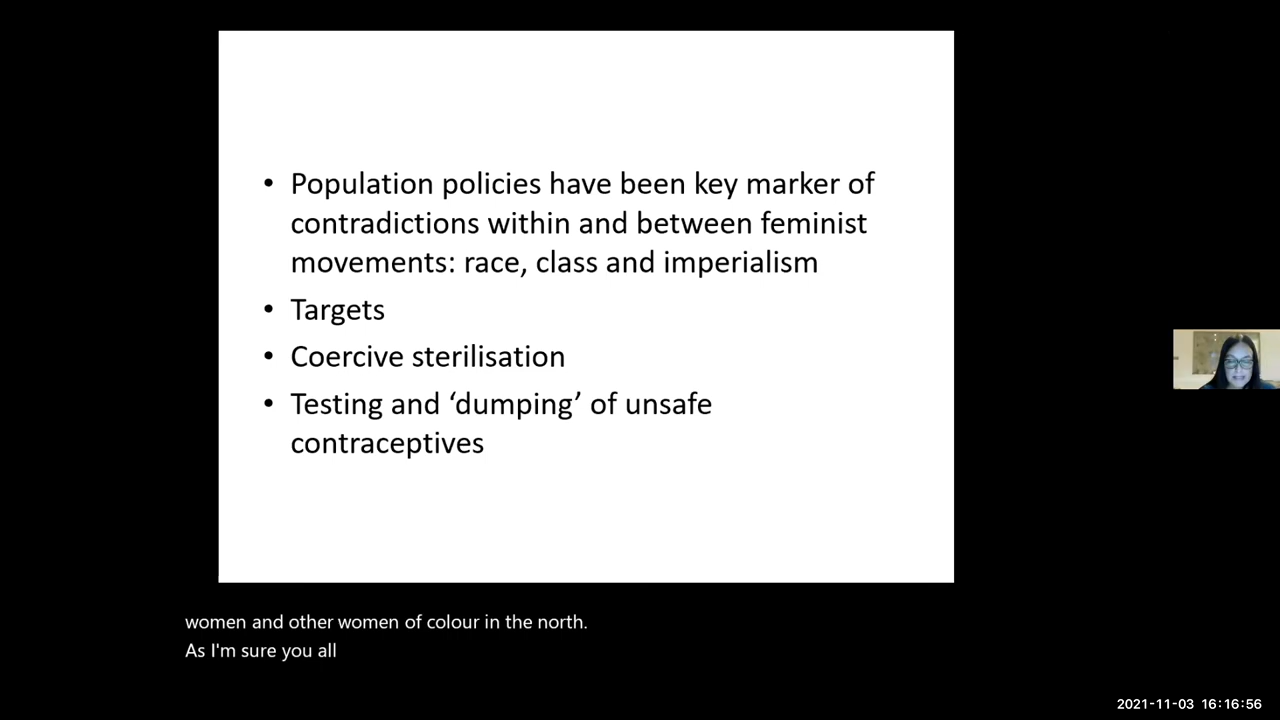 • Population policies have been key marker of
contradictions within and between feminist
movements: race, class and imperialism
• Targets
• Coercive sterilisation
• Testing and ‘dumping’ of unsafe
contraceptives
women and other women of colour in the north.
As I'm sure you all
2021-11-03 16:16:56